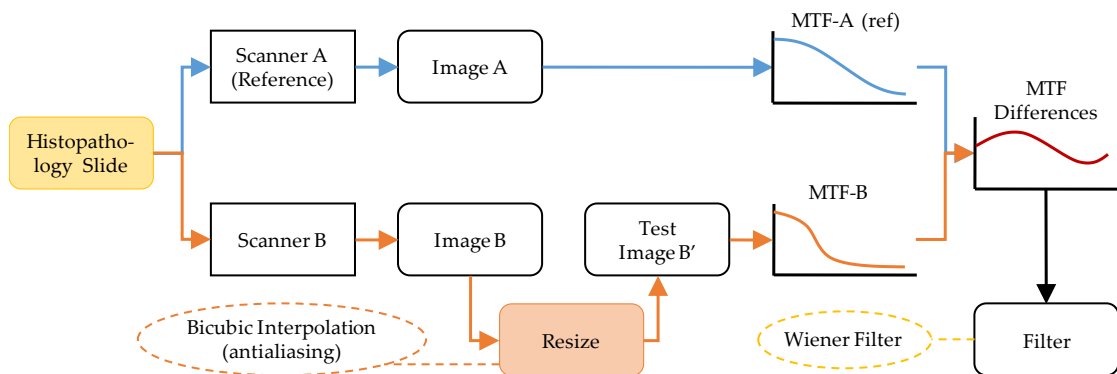 MTF-A (ref)
Scanner A
(Reference)
Image A
MTF
Differences
Histopatho-
logy Slide
MTF-B
Scanner B
Image B
Test
Image B'
Bicubic Interpolation
(antialiasing)
Resize
Wiener Filter
Filter